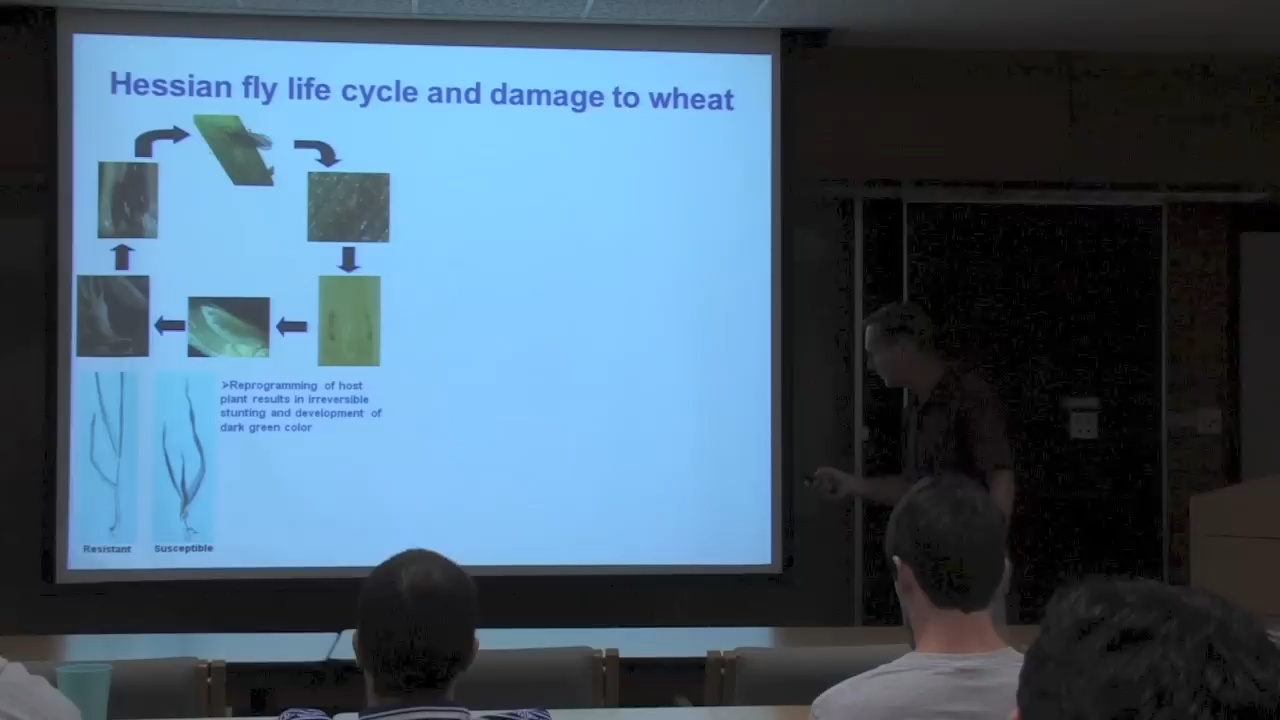 Hessian fly life cycle and damage to wheat
➢Reprogramming of host
plant results in irreversible
stunting and development of
dark green color
Resistant
Susceptible